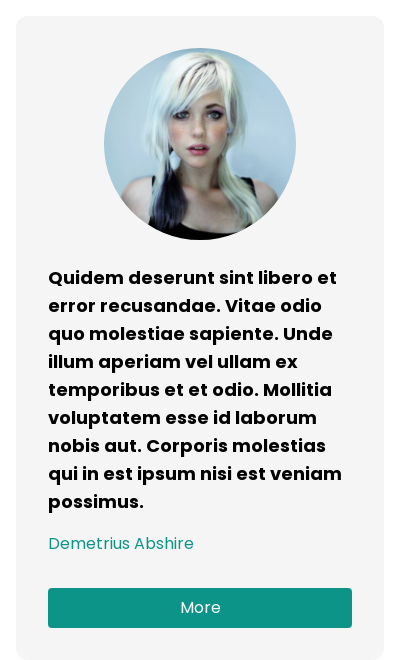 Quidem deserunt sint libero et
error recusandae. Vitae odio
quo molestiae sapiente. Unde
illum aperiam vel ullam ex
temporibus et et odio. Mollitia
voluptatem esse id laborum
nobis aut. Corporis molestias
qui in est ipsum nisi est veniam
possimus.
Demetrius Abshire
More